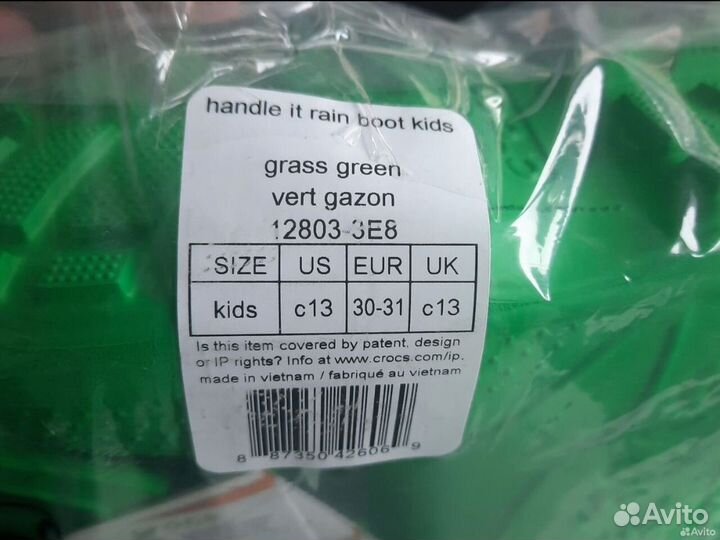 handle it rain boot kids
grass green
vert gazon
12803-3E8
SIZE US EUR UK
kids c13 30-31 c13
Is this item covered by patent, design
or IP rights? Info at www.crocs.com/ip.
made in vietnam / fabriqué au vietnam
8 87350 42606 9
Avito
Avito